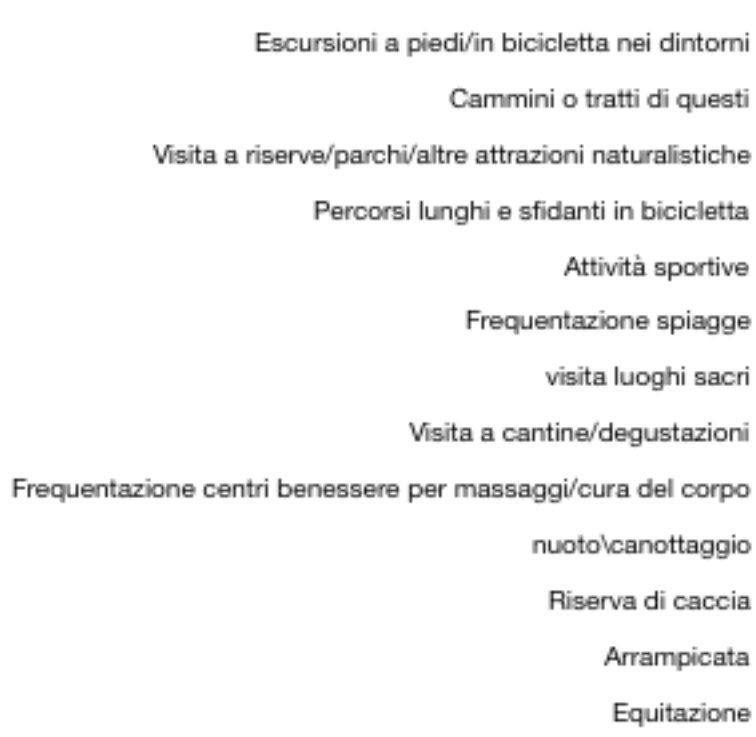 Escursioni a piedi/in bicicletta nei dintorni
Cammini o tratti di questi
Visita a riserve/parchi/altre attrazioni naturalistiche
Percorsi lunghi e sfidanti in bicicletta
Attività sportive
Frequentazione spiagge
visita luoghi sacri
Visita a cantine/degustazioni
Frequentazione centri benessere per massaggi/cura del corpo
nuoto\canottaggio
Riserva di caccia
Arrampicata
Equitazione